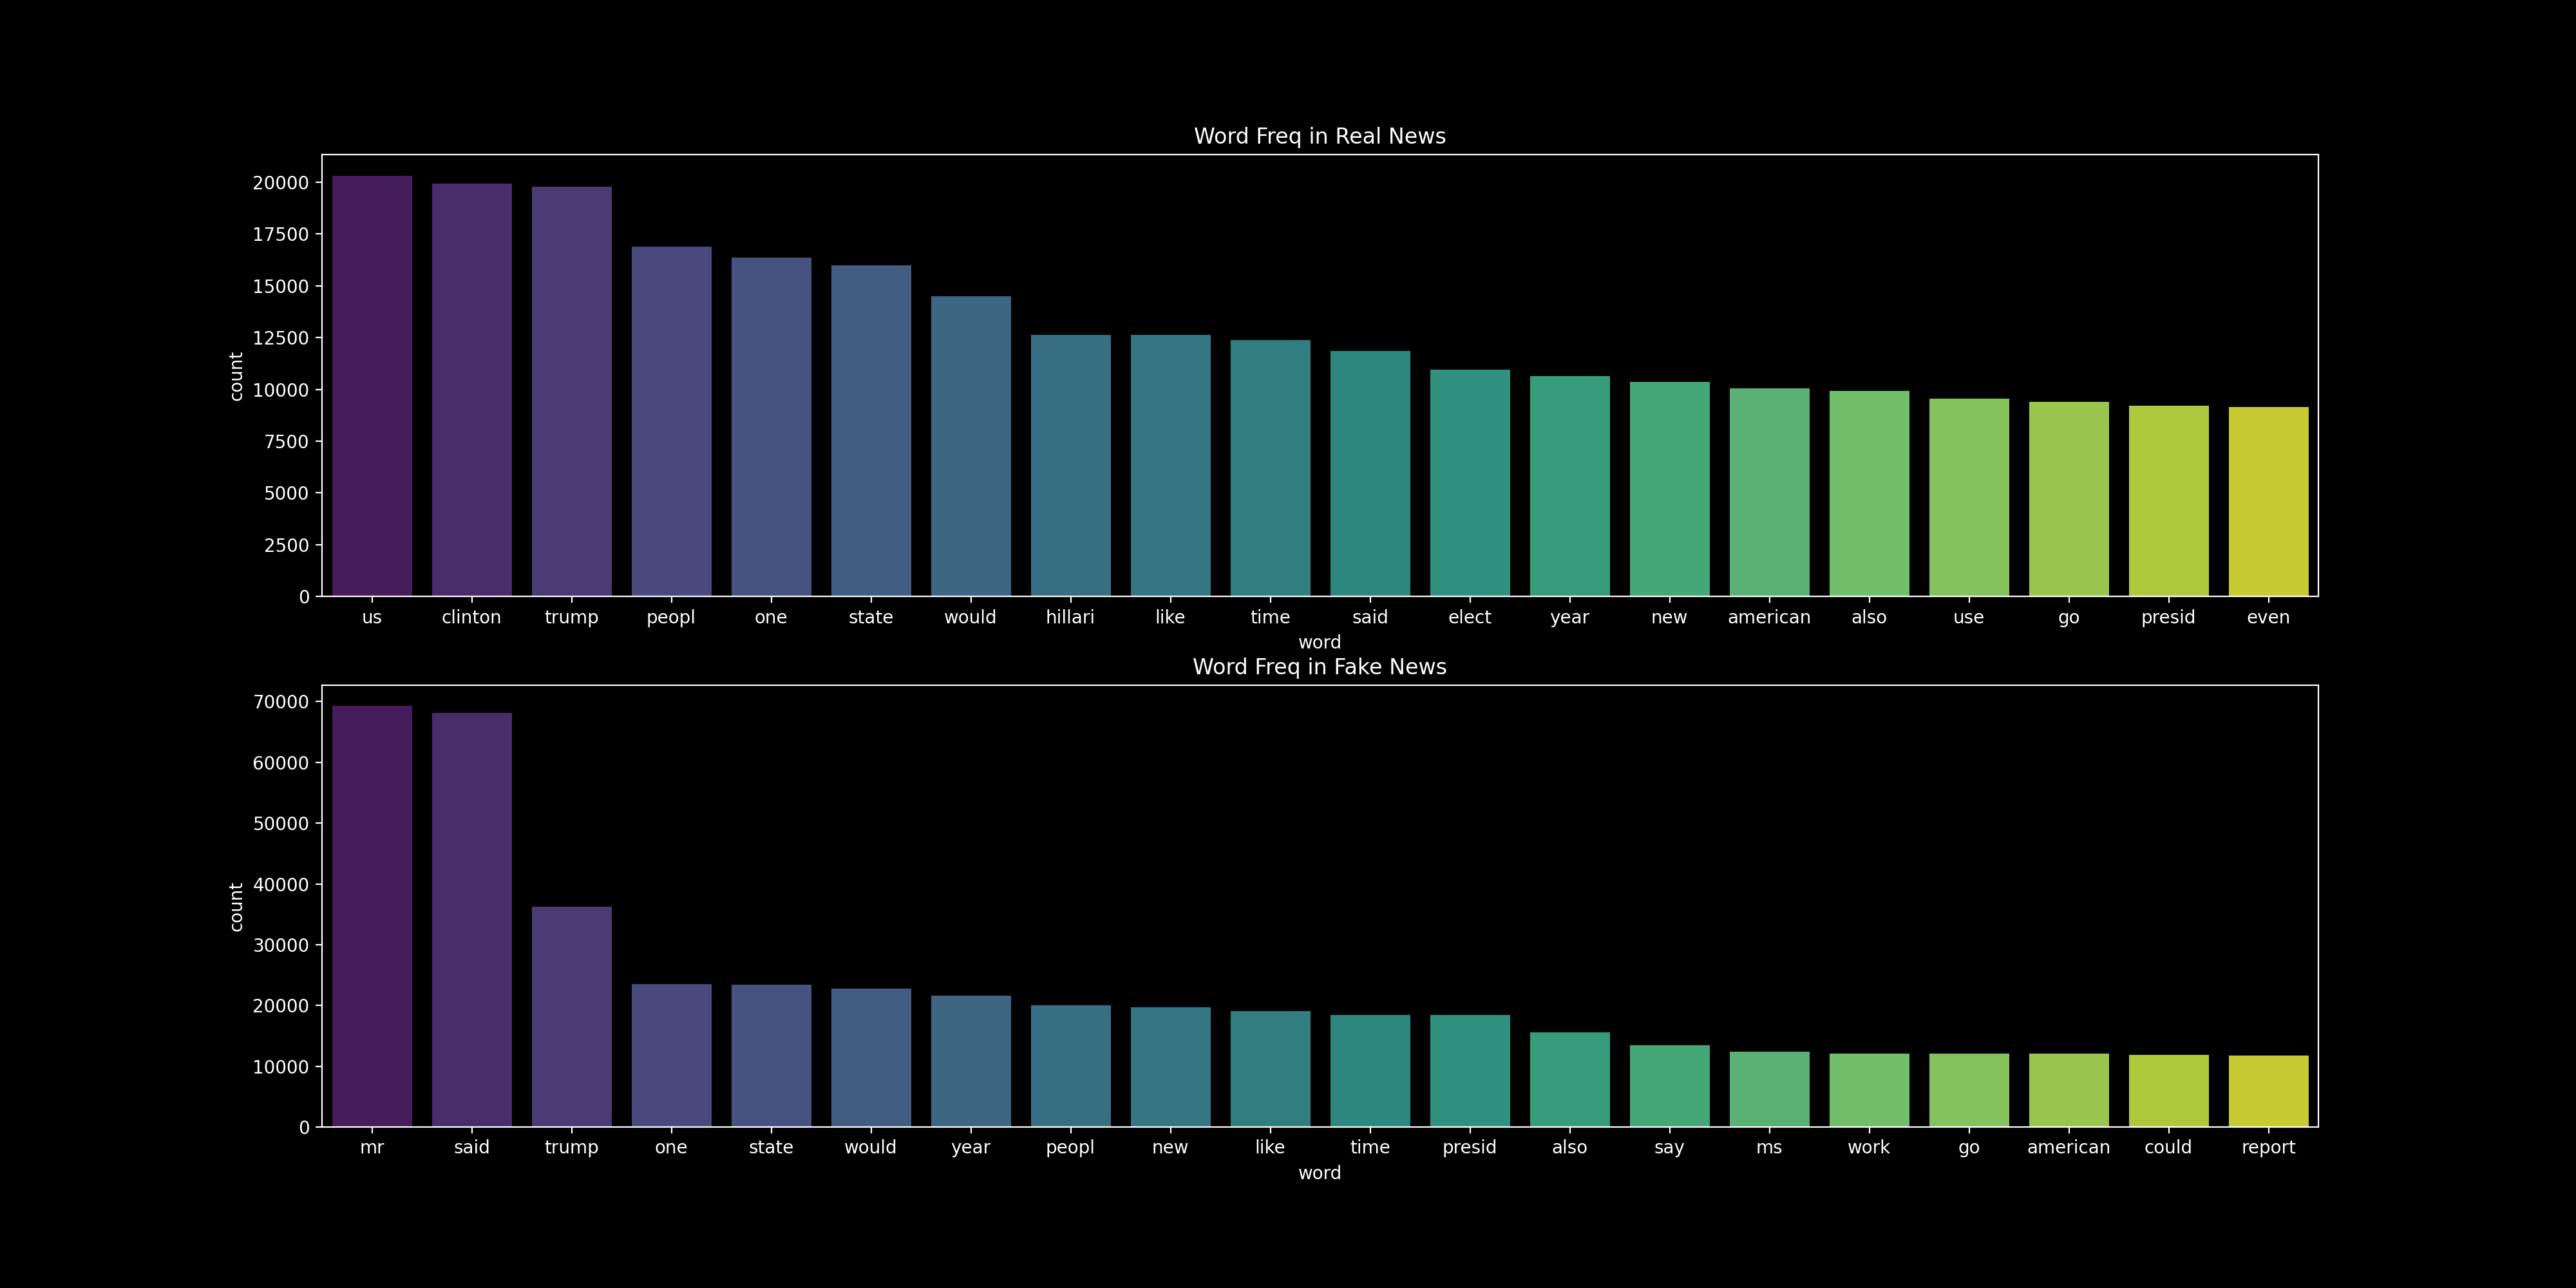 Word Freq in Real News
20000
17500
15000
12500
10000
7500
5000
2500
0
count
us clinton trump peopl one state would hillari like time said elect year new american also use go presid even
word
Word Freq in Fake News
70000
60000
50000
40000
30000
20000
10000
0
count
mr said trump one state would year peopl new like time presid also say ms work go american could report
word